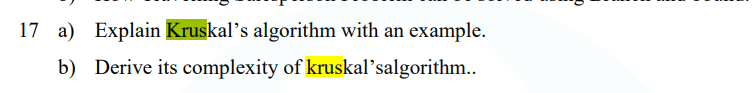 17 a) Explain Kruskal’s algorithm with an example.
b) Derive its complexity of kruskal’salgorithm..